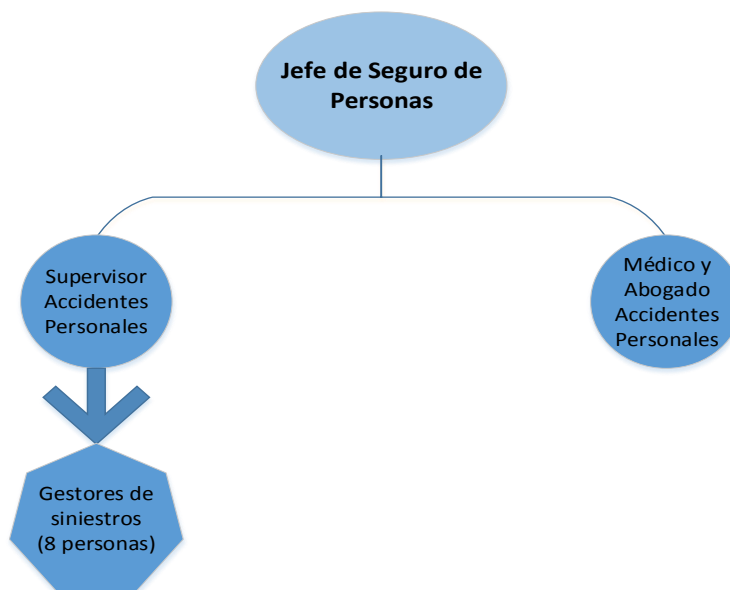 Jefe de Seguro de
Personas
Supervisor
Accidentes
Personales
Médico y
Abogado
Accidentes
Personales
Gestores de
siniestros
(8 personas)